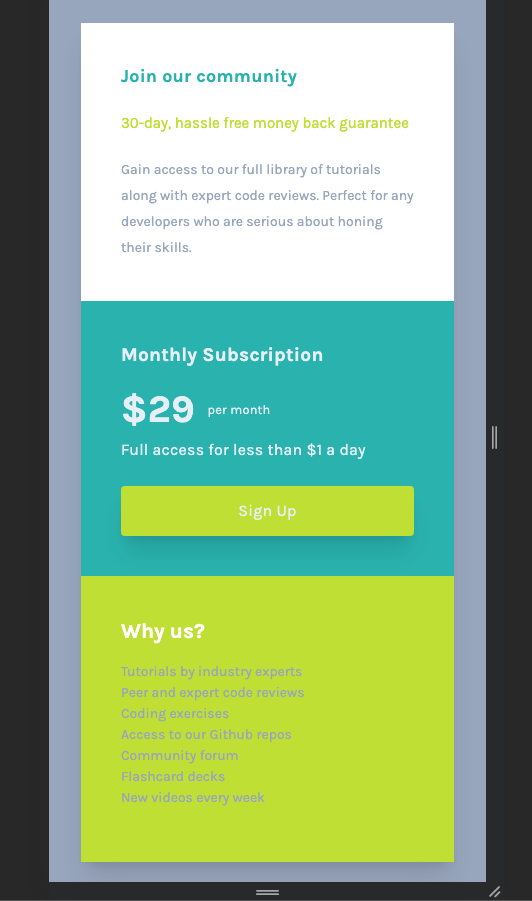 Join our community
30-day, hassle free money back guarantee
Gain access to our full library of tutorials
along with expert code reviews. Perfect for any
developers who are serious about honing
their skills.
Monthly Subscription
$29 per month
Full access for less than $1 a day
Sign Up
Why us?
Tutorials by industry experts
Peer and expert code reviews
Coding exercises
Access to our Github repos
Community forum
Flashcard decks
New videos every week